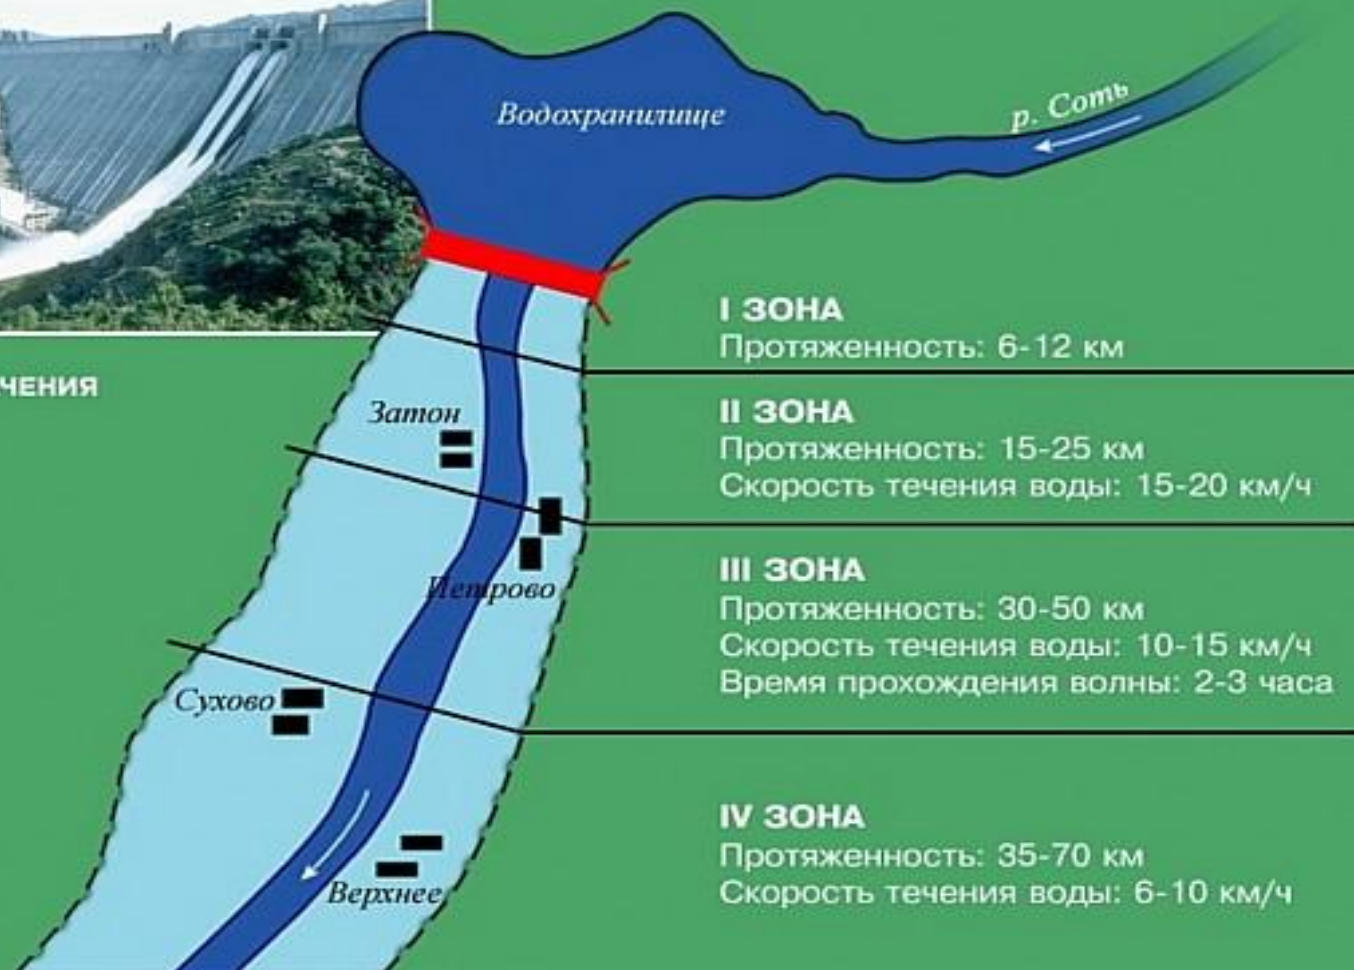 Водохранилище
р. Соть
I ЗОНА
Протяженность: 6-12 км
ЧЕНИЯ
II ЗОНА
Протяженность: 15-25 км
Скорость течения воды: 15-20 км/ч
Затон
III ЗОНА
Протяженность: 30-50 км
Скорость течения воды: 10-15 км/ч
Время прохождения волны: 2-3 часа
Петрово
Сухово
IV ЗОНА
Протяженность: 35-70 км
Скорость течения воды: 6-10 км/ч
Верхнее